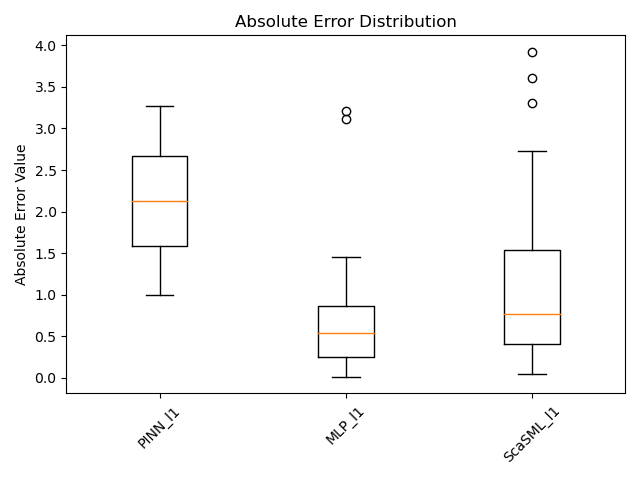 Absolute Error Distribution
Absolute Error Value
4.0
3.5
3.0
2.5
2.0
1.5
1.0
0.5
0.0
PINN_l1
MLP_l1
ScaSML_l1